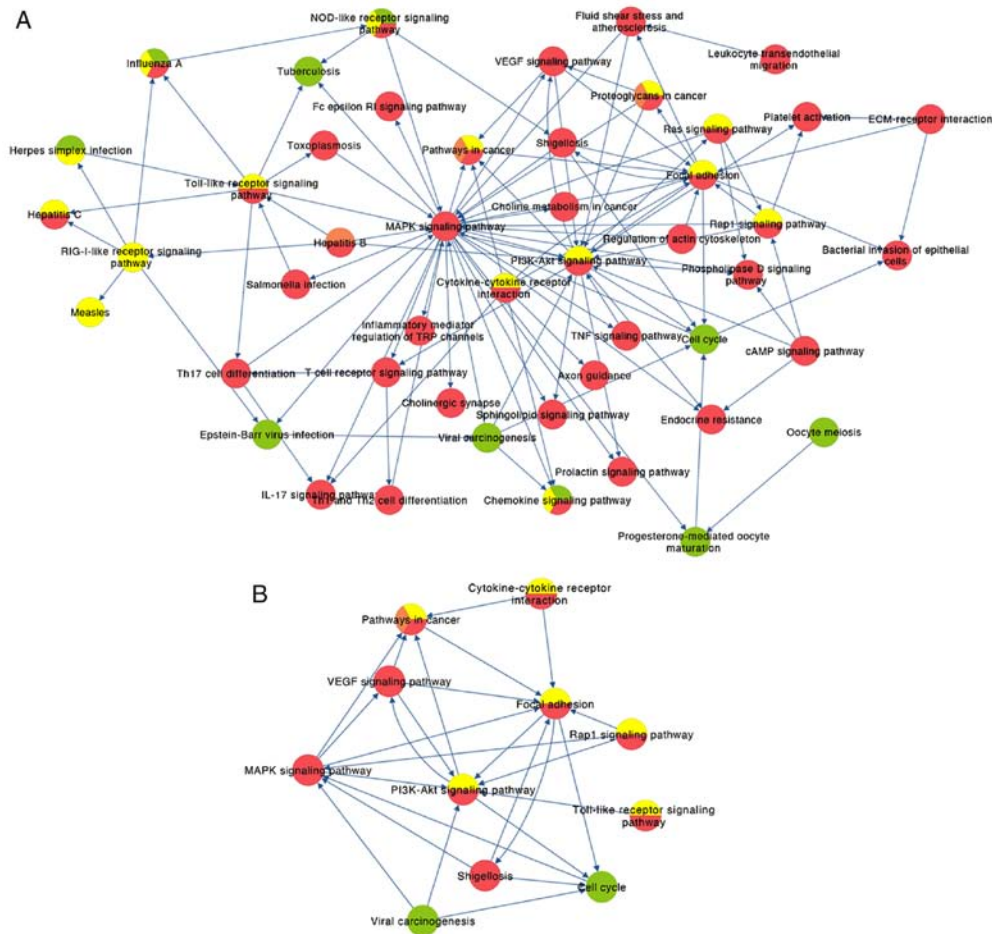 A
NOD-like receptor signaling
pathway
Fluid shear stress and
atherosclerosis
Influenza A
Tuberculosis
VEGF signaling pathway
Leukocyte transendothelial
migration
Fc epsilon RI signaling pathway
Proteoglycans in cancer
Platelet activation
ECM-receptor interaction
Ras signaling pathway
Herpes simplex infection
Toxoplasmosis
Pathways in cancer
Shigellosis
Toll-like receptor signaling
pathway
Focal adhesion
Hepatitis C
Choline metabolism in cancer
MAPK signaling pathway
Rap1 signaling pathway
RIG-I-like receptor signaling
pathway
Hepatitis B
Regulation of actin cytoskeleton
Bacterial invasion of epithelial
cells
PI3K-Akt signaling pathway
Phospholipase D signaling
pathway
Salmonella infection
Cytokine-cytokine receptor
interaction
Measles
Inflammatory mediator
regulation of TRP channels
TNF signaling pathway
Cell cycle
cAMP signaling pathway
Th17 cell differentiation
T cell receptor signaling pathway
Axon guidance
Cholinergic synapse
Sphingolipid signaling pathway
Endocrine resistance
Oocyte meiosis
Epstein-Barr virus infection
Viral carcinogenesis
Prolactin signaling pathway
IL-17 signaling pathway
Th1 and Th2 cell differentiation
Chemokine signaling pathway
Progesterone-mediated oocyte
maturation
B
Cytokine-cytokine receptor
interaction
Pathways in cancer
VEGF signaling pathway
Focal adhesion
Rap1 signaling pathway
MAPK signaling pathway
PI3K-Akt signaling pathway
Toll-like receptor signaling
pathway
Shigellosis
Cell cycle
Viral carcinogenesis